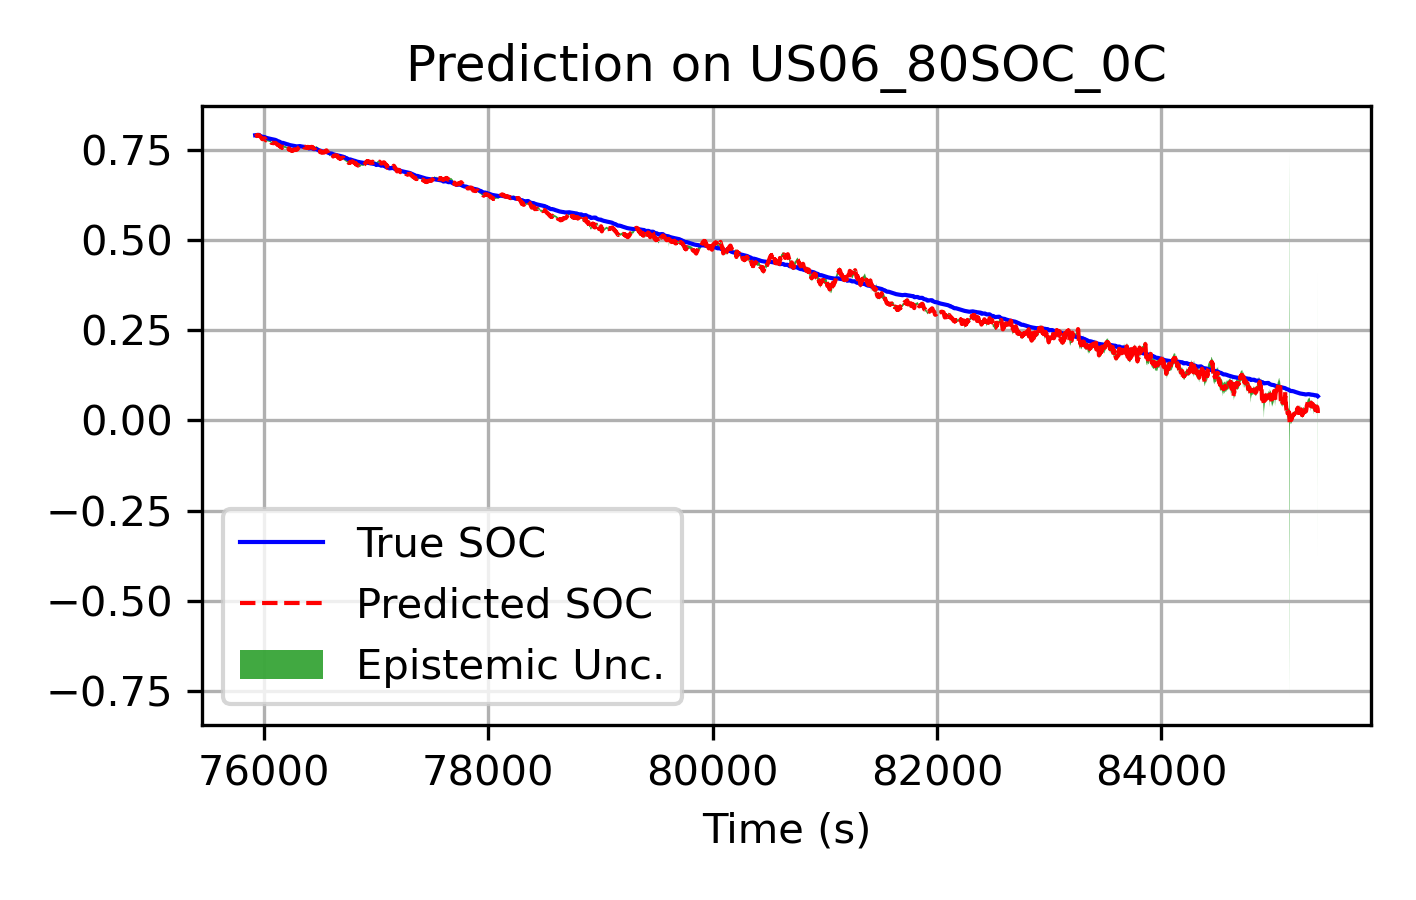 Prediction on US06_80SOC_0C
0.75
0.50
0.25
0.00
−0.25
−0.50
−0.75
True SOC
Predicted SOC
Epistemic Unc.
76000 78000 80000 82000 84000
Time (s)